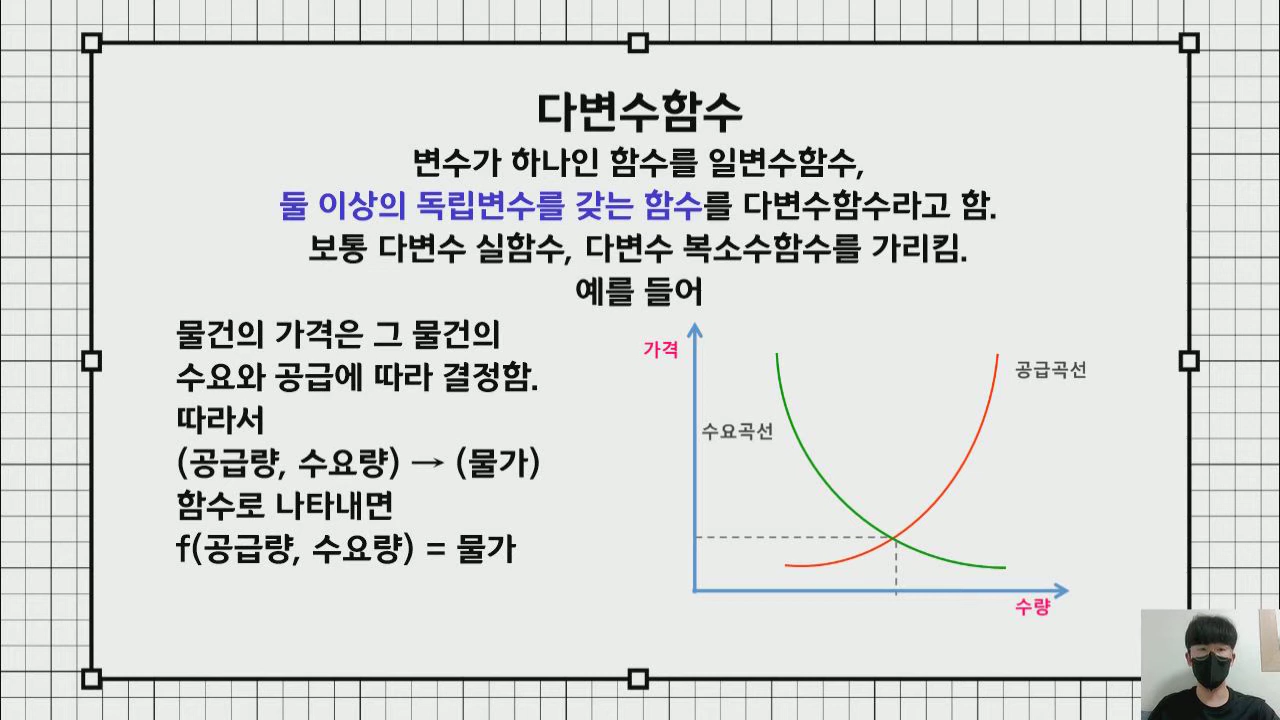 다변수함수
변수가 하나인 함수를 일변수함수,
둘 이상의 독립변수를 갖는 함수를 다변수함수라고 함.
보통 다변수 실함수, 다변수 복소수함수를 가리킴.
예를 들어
물건의 가격은 그 물건의
수요와 공급에 따라 결정함.
따라서
(공급량, 수요량) → (물가)
함수로 나타내면
f(공급량, 수요량) = 물가
가격
공급곡선
수요곡선
수량